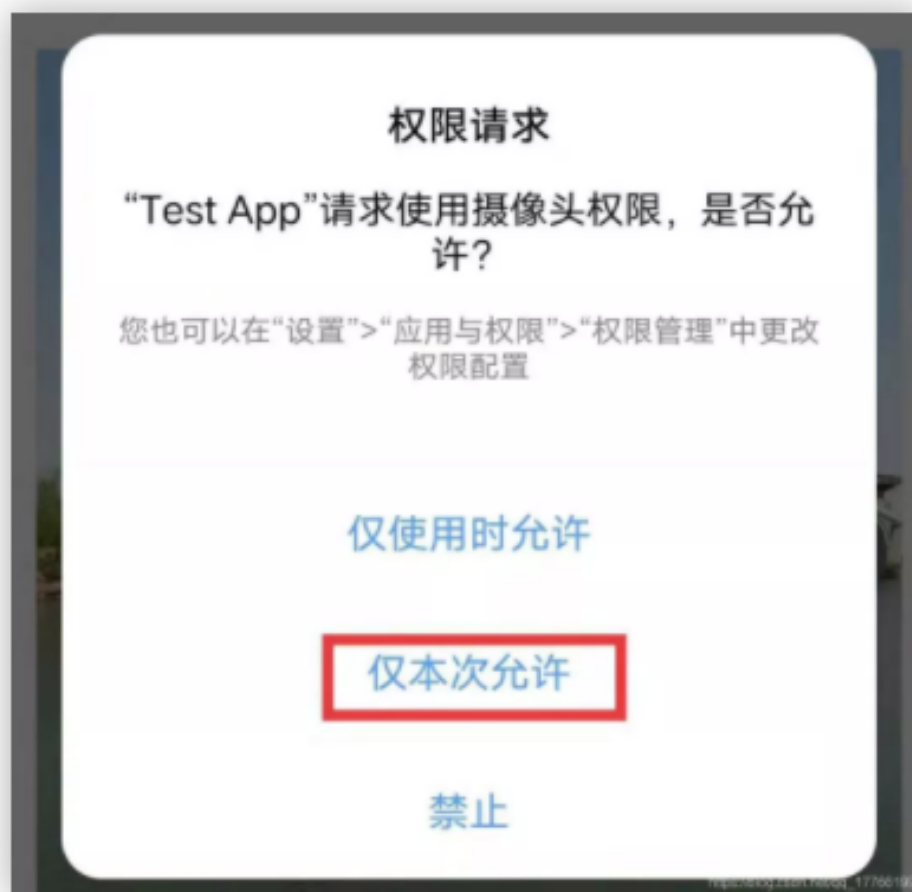 权限请求
“Test App”请求使用摄像头权限，是否允
许？
您也可以在“设置”>“应用与权限”>“权限管理”中更改
权限配置
仅使用时允许
仅本次允许
禁止